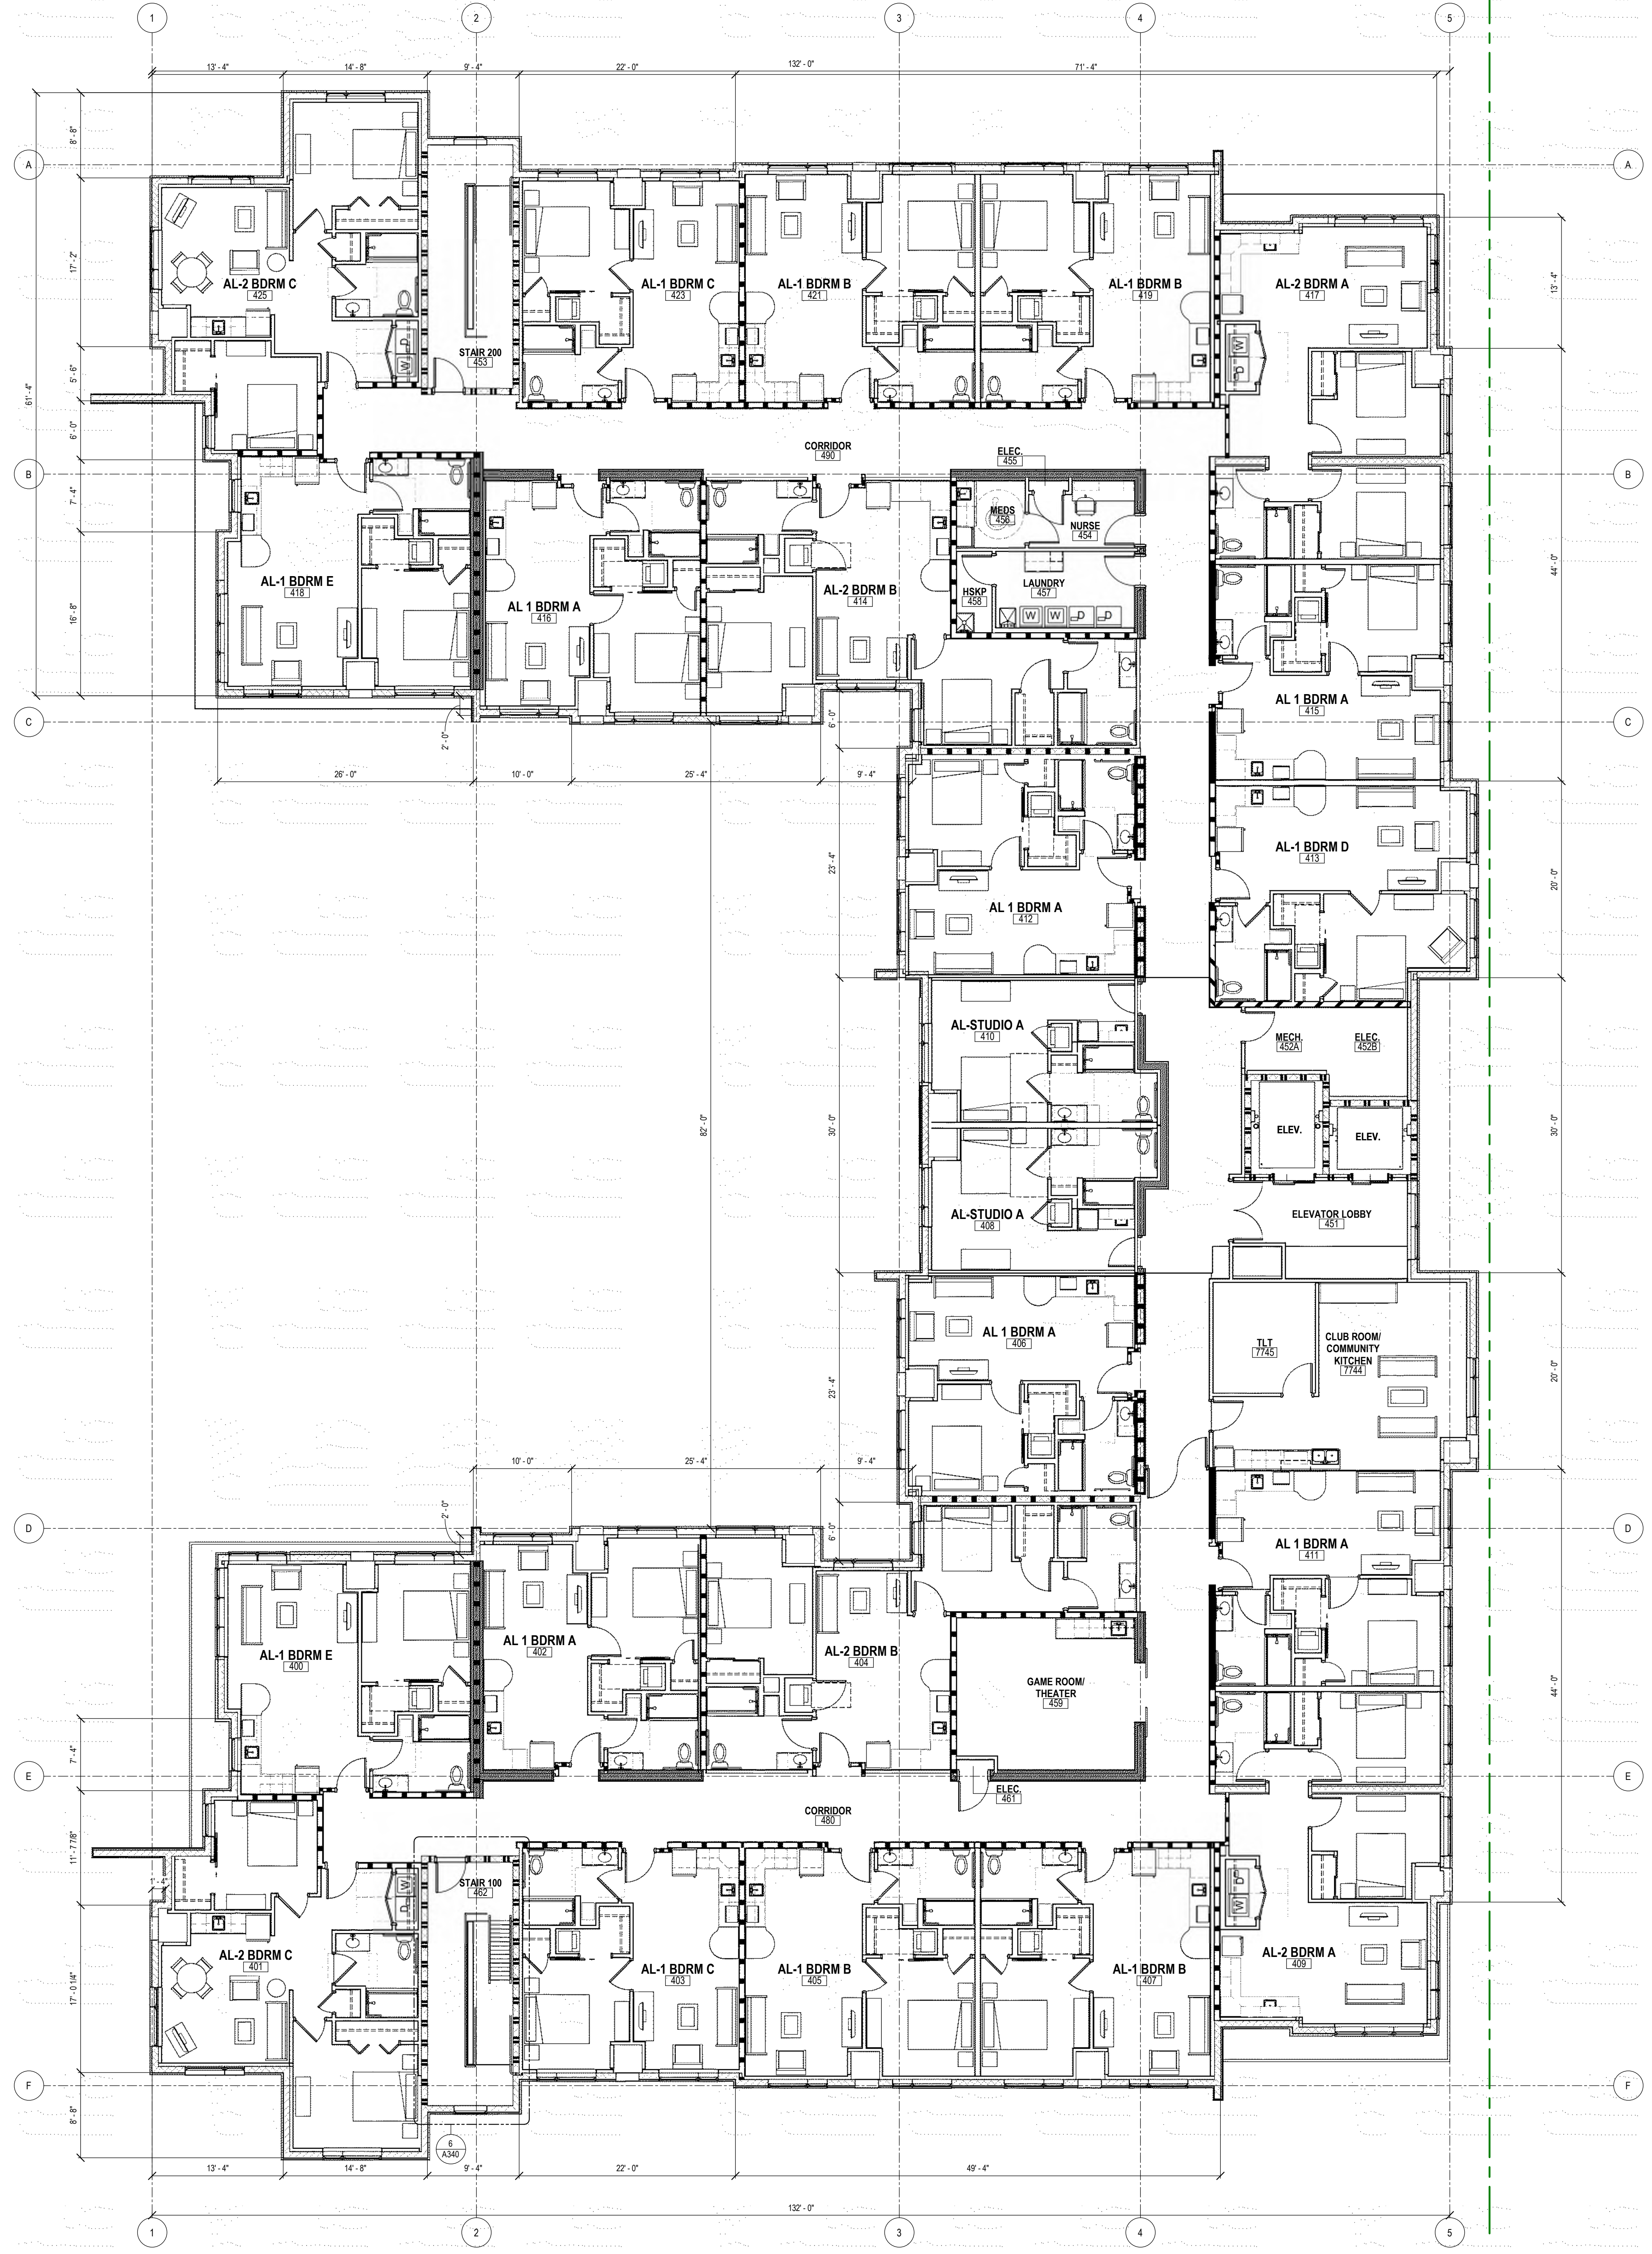 1
2
3
4
5
132' - 0"
13' - 4"
14' - 8"
9' - 4"
22' - 0"
71' - 4"
8' - 8"
A
A
17' - 2"
13' - 4"
AL-2 BDRM C
425
AL-1 BDRM C
423
AL-1 BDRM B
421
AL-1 BDRM B
419
AL-2 BDRM A
417
W
D
STAIR 200
453
W
D
5' - 6"
61' - 4"
6' - 0"
CORRIDOR
490
ELEC.
455
B
B
7' - 4"
MEDS
456
NURSE
454
44' - 0"
AL-1 BDRM E
418
AL 1 BDRM A
416
AL-2 BDRM B
414
HSKP
458
LAUNDRY
457
W
W
D
D
16' - 8"
AL 1 BDRM A
415
C
C
2' - 0"
6' - 0"
26' - 0"
10' - 0"
25' - 4"
9' - 4"
AL-1 BDRM D
413
23' - 4"
20' - 0"
AL 1 BDRM A
412
AL-STUDIO A
410
MECH.
452A
ELEC.
452B
82' - 0"
30' - 0"
30' - 0"
ELEV.
ELEV.
AL-STUDIO A
408
ELEVATOR LOBBY
451
AL 1 BDRM A
406
TLT
7745
CLUB ROOM/
COMMUNITY
KITCHEN
7744
23' - 4"
20' - 0"
10' - 0"
25' - 4"
9' - 4"
2' - 0"
6' - 0"
D
D
AL 1 BDRM A
411
AL-1 BDRM E
400
AL 1 BDRM A
402
AL-2 BDRM B
404
GAME ROOM/
THEATER
459
44' - 0"
7' - 4"
E
E
ELEC.
461
CORRIDOR
480
11' - 7 7/8"
1' - 4"
STAIR 100
462
W
D
D
W
AL-2 BDRM C
401
AL-1 BDRM C
403
AL-1 BDRM B
405
AL-1 BDRM B
407
AL-2 BDRM A
409
17' - 0 1/4"
F
F
8' - 8"
6
A340
13' - 4"
14' - 8"
9' - 4"
22' - 0"
49' - 4"
132' - 0"
1
2
3
4
5